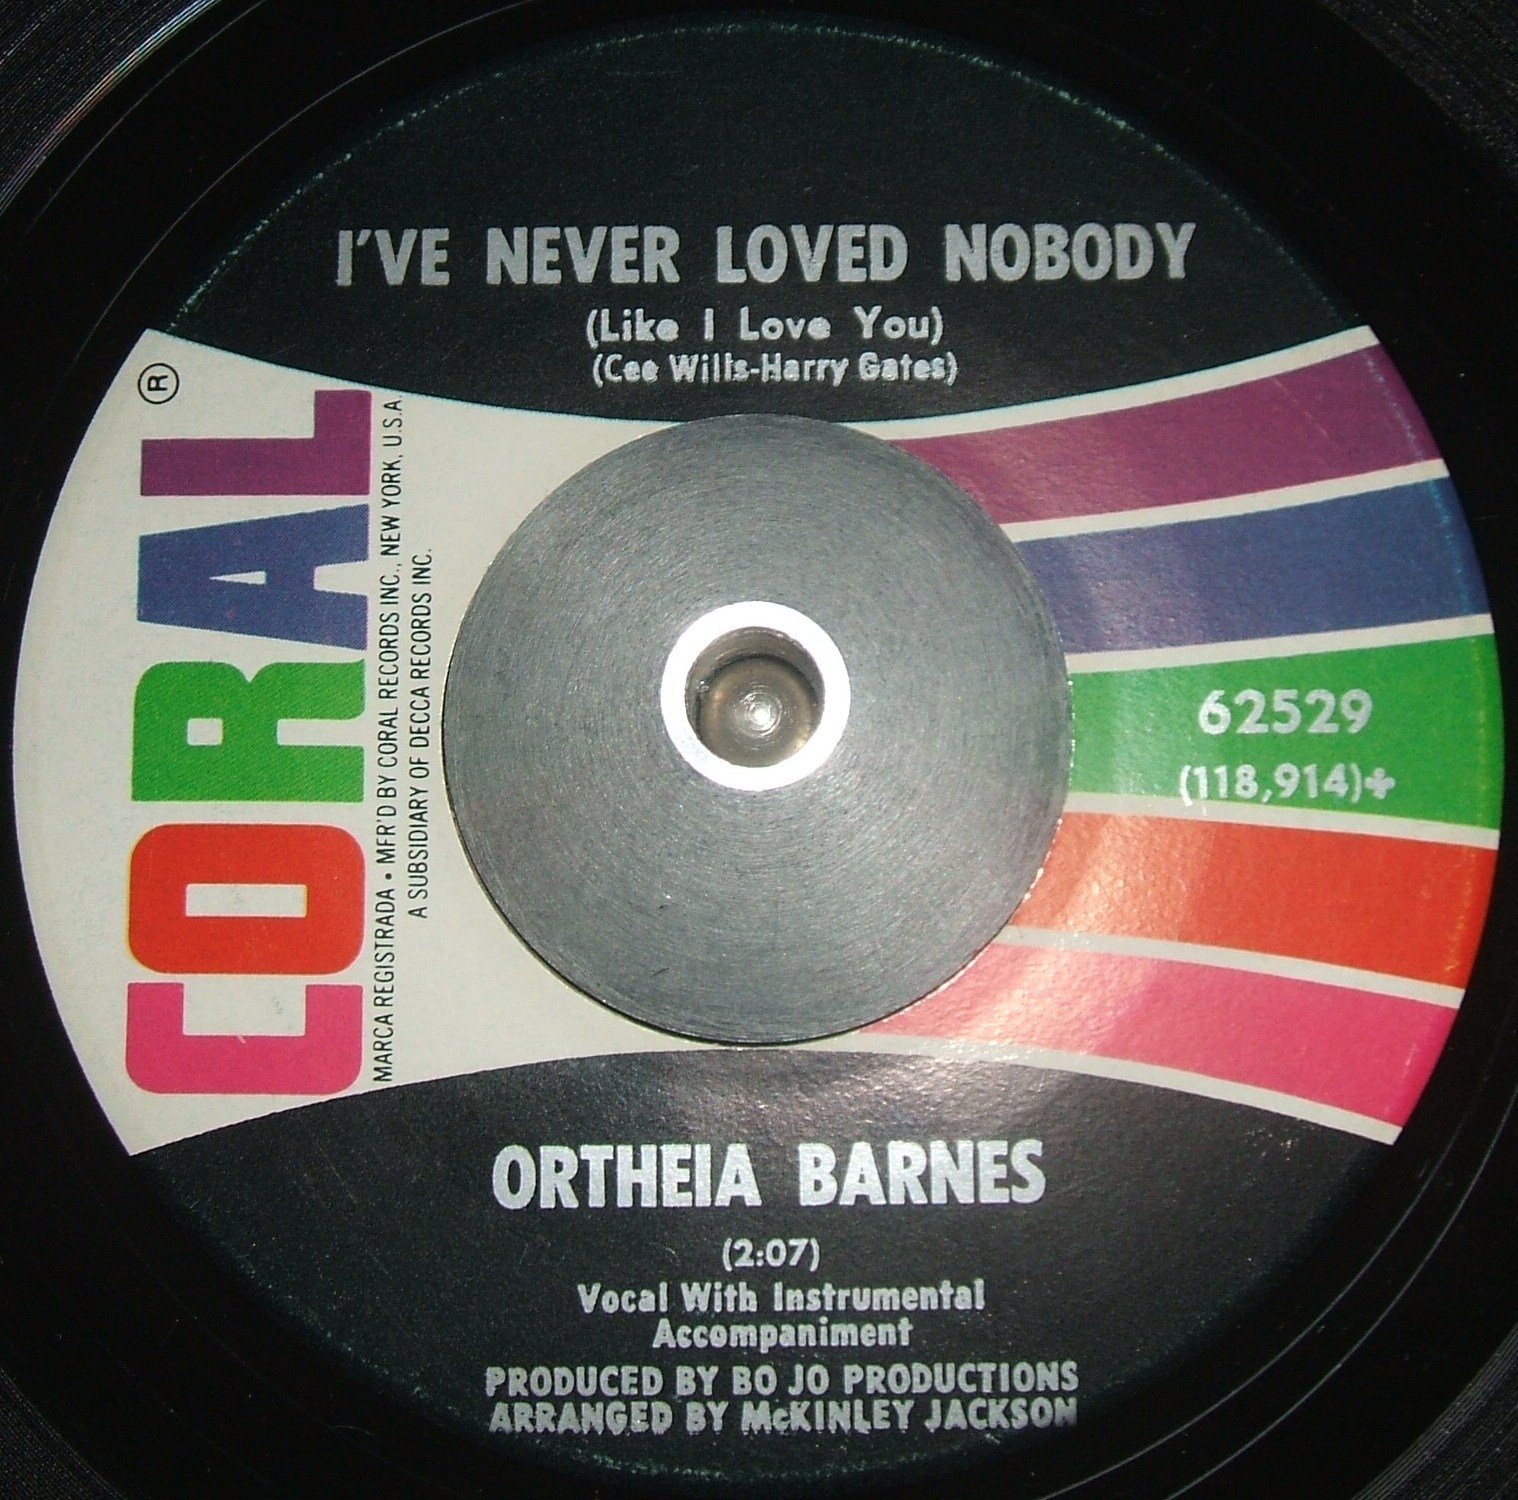 I'VE NEVER LOVED NOBODY
(Like I Love You)
(Cee Wills-Harry Gates)
CORAL
®
MARCA REGISTRADA • MFR'D BY CORAL RECORDS INC., NEW YORK, U.S.A.
A SUBSIDIARY OF DECCA RECORDS INC.
62529
(118,914)+
ORTHEIA BARNES
(2:07)
Vocal With Instrumental
Accompaniment
PRODUCED BY BO JO PRODUCTIONS
ARRANGED BY McKINLEY JACKSON